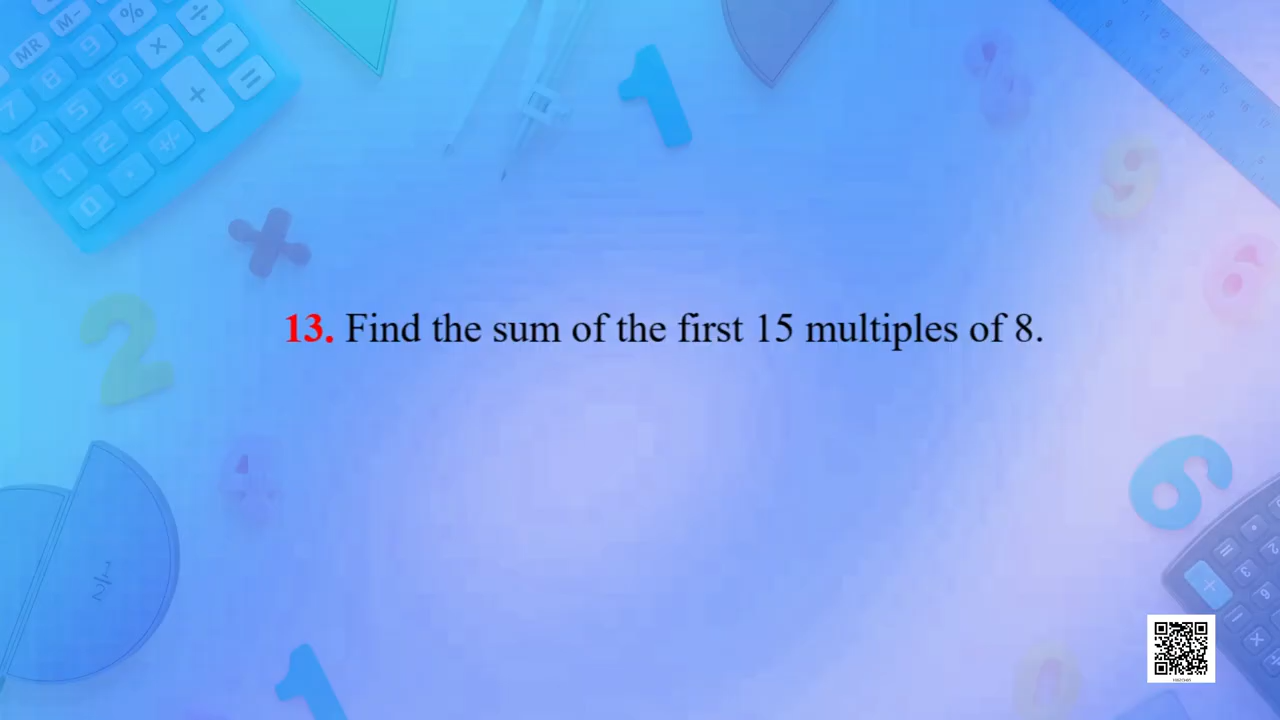 13. Find the sum of the first 15 multiples of 8.